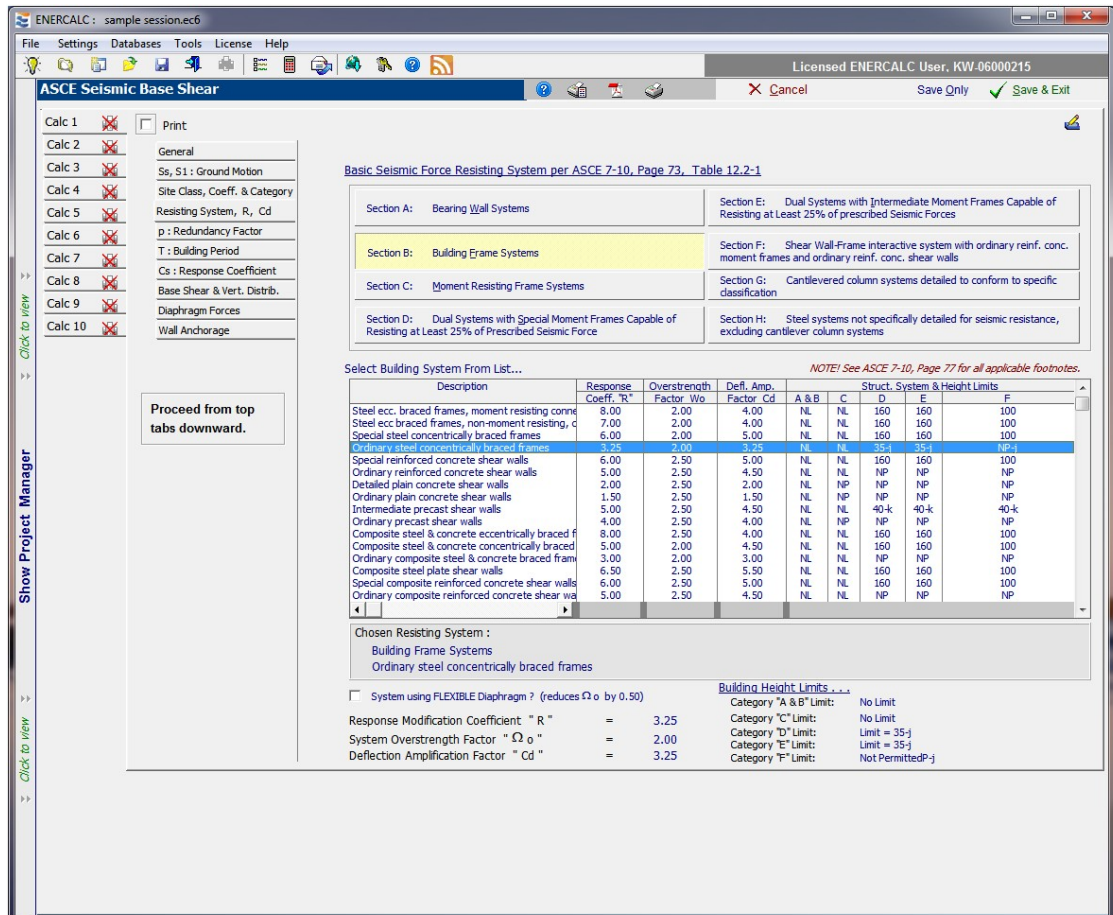 ENERCALC : sample session.ec6
File Settings Databases Tools License Help
Licensed ENERCALC User, KW-06000215
ASCE Seismic Base Shear
Cancel Save Only Save & Exit
Calc 1
Calc 2
Calc 3
Calc 4
Calc 5
Calc 6
Calc 7
Calc 8
Calc 9
Calc 10
Print
General
Ss, S1 : Ground Motion
Site Class, Coeff. & Category
Resisting System, R, Cd
p : Redundancy Factor
T : Building Period
Cs : Response Coefficient
Base Shear & Vert. Distrib.
Diaphragm Forces
Wall Anchorage
Proceed from top
tabs downward.
Click to view
Show Project Manager
Click to view
Basic Seismic Force Resisting System per ASCE 7-10, Page 73, Table 12.2-1
Section A: Bearing Wall Systems
Section B: Building Frame Systems
Section C: Moment Resisting Frame Systems
Section D: Dual Systems with Special Moment Frames Capable of
Resisting at Least 25% of Prescribed Seismic Force
Section E: Dual Systems with Intermediate Moment Frames Capable of
Resisting at Least 25% of prescribed Seismic Forces
Section F: Shear Wall-Frame interactive system with ordinary reinf. conc.
moment frames and ordinary reinf. conc. shear walls
Section G: Cantilevered column systems detailed to conform to specific
classification
Section H: Steel systems not specifically detailed for seismic resistance,
excluding cantilever column systems
Select Building System From List... NOTE! See ASCE 7-10, Page 77 for all applicable footnotes.
Description Response Overstrength Defl. Amp. Struct. System & Height Limits
Coeff. "R" Factor Wo Factor Cd A & B C D E F
Steel ecc. braced frames, moment resisting conne 8.00 2.00 4.00 NL NL 160 160 100
Steel ecc braced frames, non-moment resisting, c 7.00 2.00 4.00 NL NL 160 160 100
Special steel concentrically braced frames 6.00 2.00 5.00 NL NL 160 160 100
Ordinary steel concentrically braced frames 3.25 2.00 3.25 NL NL 35-j 35-j NP-j
Special reinforced concrete shear walls 6.00 2.50 5.00 NL NL 160 160 100
Ordinary reinforced concrete shear walls 5.00 2.50 4.50 NL NL NP NP NP
Detailed plain concrete shear walls 2.00 2.50 2.00 NL NP NP NP NP
Ordinary plain concrete shear walls 1.50 2.50 1.50 NL NP NP NP NP
Intermediate precast shear walls 5.00 2.50 4.50 NL NL 40-k 40-k 40-k
Ordinary precast shear walls 4.00 2.50 4.00 NL NP NP NP NP
Composite steel & concrete eccentrically braced f 8.00 2.00 4.00 NL NL 160 160 100
Composite steel & concrete concentrically braced 5.00 2.00 4.50 NL NL 160 160 100
Ordinary composite steel & concrete braced fram 3.00 2.00 3.00 NL NL NP NP NP
Composite steel plate shear walls 6.50 2.50 5.50 NL NL 160 160 100
Special composite reinforced concrete shear walls 6.00 2.50 5.00 NL NL 160 160 100
Ordinary composite reinforced concrete shear wa 5.00 2.50 4.50 NL NL NP NP NP
Chosen Resisting System :
Building Frame Systems
Ordinary steel concentrically braced frames
System using FLEXIBLE Diaphragm ? (reduces Ω o by 0.50)
Response Modification Coefficient " R " = 3.25
System Overstrength Factor " Ω o " = 2.00
Deflection Amplification Factor " Cd " = 3.25
Building Height Limits . . .
Category "A & B" Limit: No Limit
Category "C" Limit: No Limit
Category "D" Limit: Limit = 35-j
Category "E" Limit: Limit = 35-j
Category "F" Limit: Not PermittedP-j